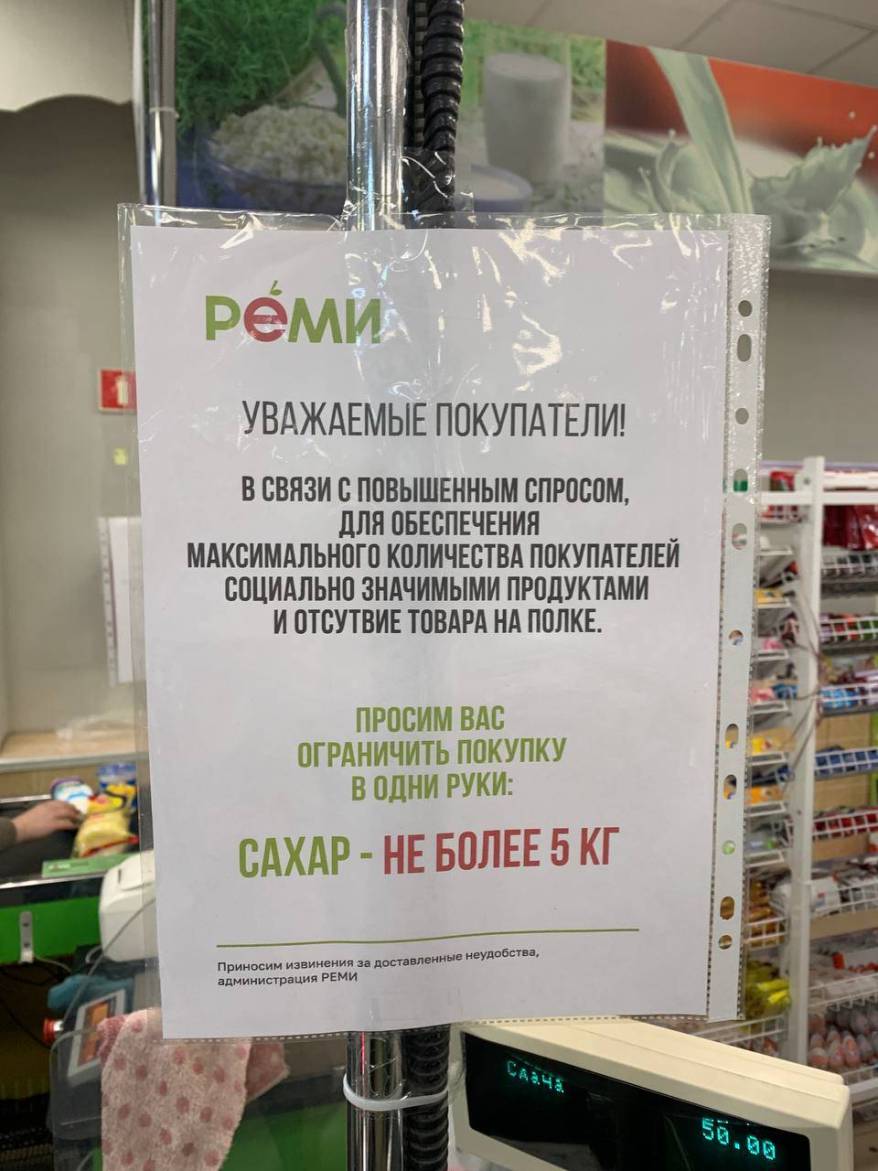 РЕМИ
УВАЖАЕМЫЕ ПОКУПАТЕЛИ!
В СВЯЗИ С ПОВЫШЕННЫМ СПРОСОМ,
ДЛЯ ОБЕСПЕЧЕНИЯ
МАКСИМАЛЬНОГО КОЛИЧЕСТВА ПОКУПАТЕЛЕЙ
СОЦИАЛЬНО ЗНАЧИМЫМИ ПРОДУКТАМИ
И ОТСУТВИЕ ТОВАРА НА ПОЛКЕ.
ПРОСИМ ВАС
ОГРАНИЧИТЬ ПОКУПКУ
В ОДНИ РУКИ:
САХАР - НЕ БОЛЕЕ 5 КГ
Приносим извинения за доставленные неудобства,
администрация РЕМИ
Сдача
50.00